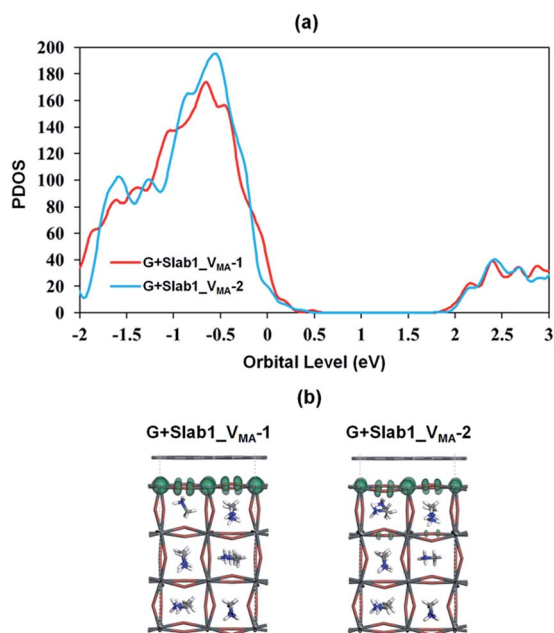 (a)
PDOS
200
180
160
140
120
100
80
60
40
20
0
G+Slab1_VMA-1
G+Slab1_VMA-2
-2 -1.5 -1 -0.5 0 0.5 1 1.5 2 2.5 3
Orbital Level (eV)
(b)
G+Slab1_VMA-1 G+Slab1_VMA-2